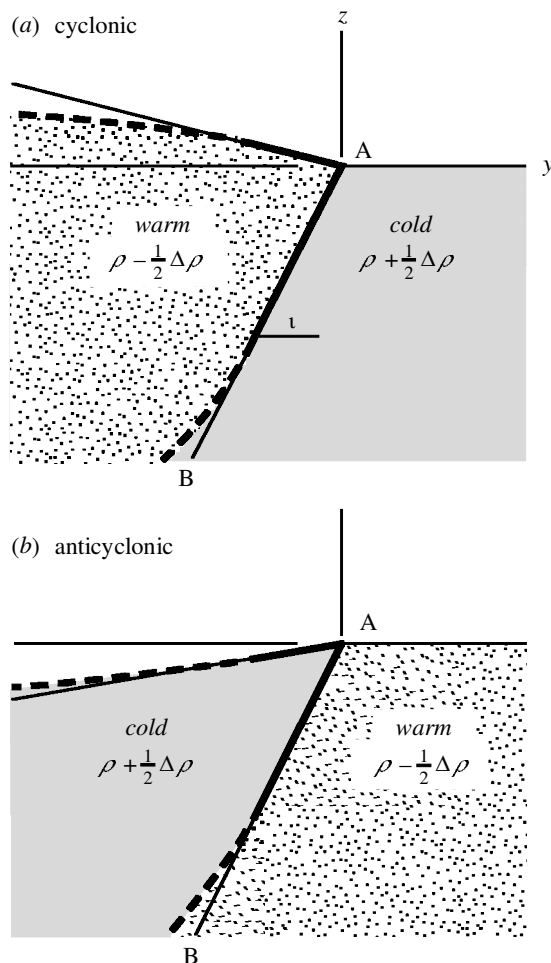 (a) cyclonic
z
A
y
warm
ρ − 1/2 Δρ
cold
ρ + 1/2 Δρ
ι
B
(b) anticyclonic
A
cold
ρ + 1/2 Δρ
warm
ρ − 1/2 Δρ
B